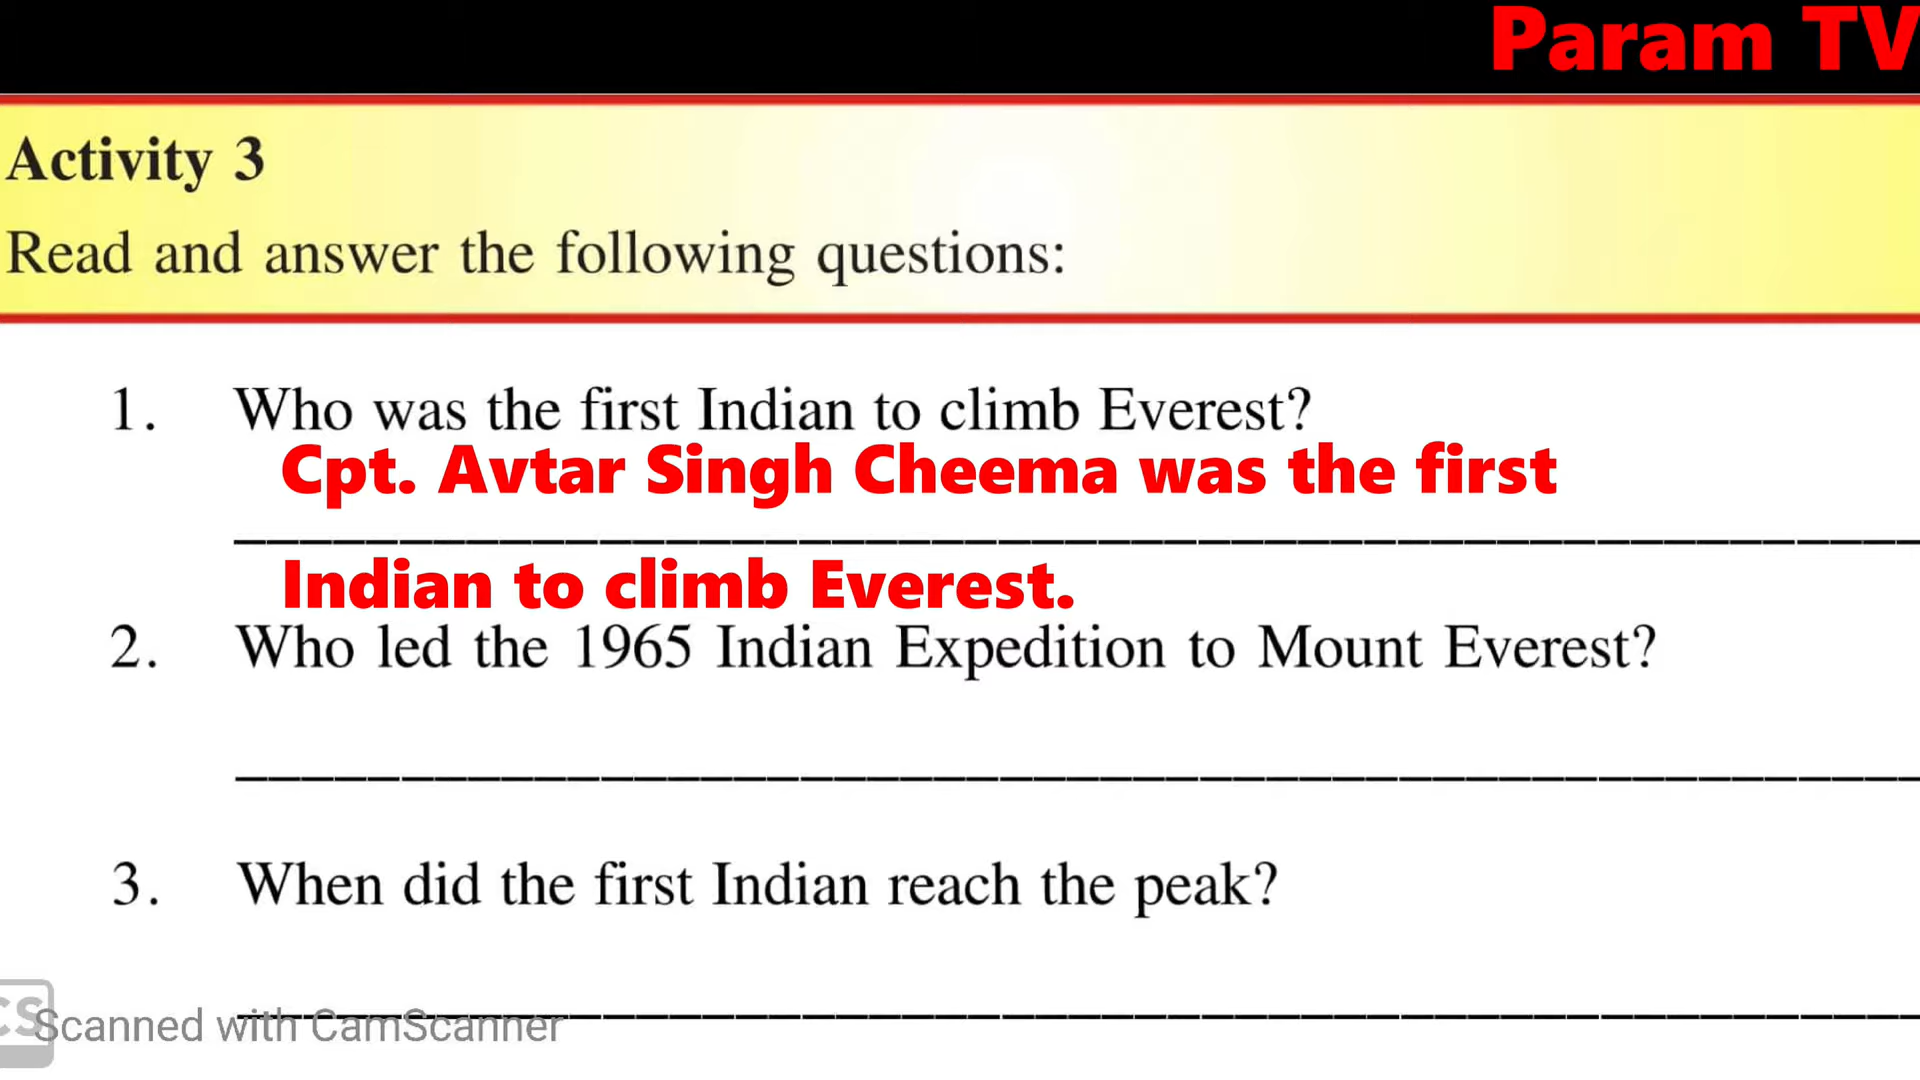 Param TV
Activity 3
Read and answer the following questions:
1. Who was the first Indian to climb Everest?
Cpt. Avtar Singh Cheema was the first
Indian to climb Everest.
2. Who led the 1965 Indian Expedition to Mount Everest?
3. When did the first Indian reach the peak?
CS Scanned with CamScanner